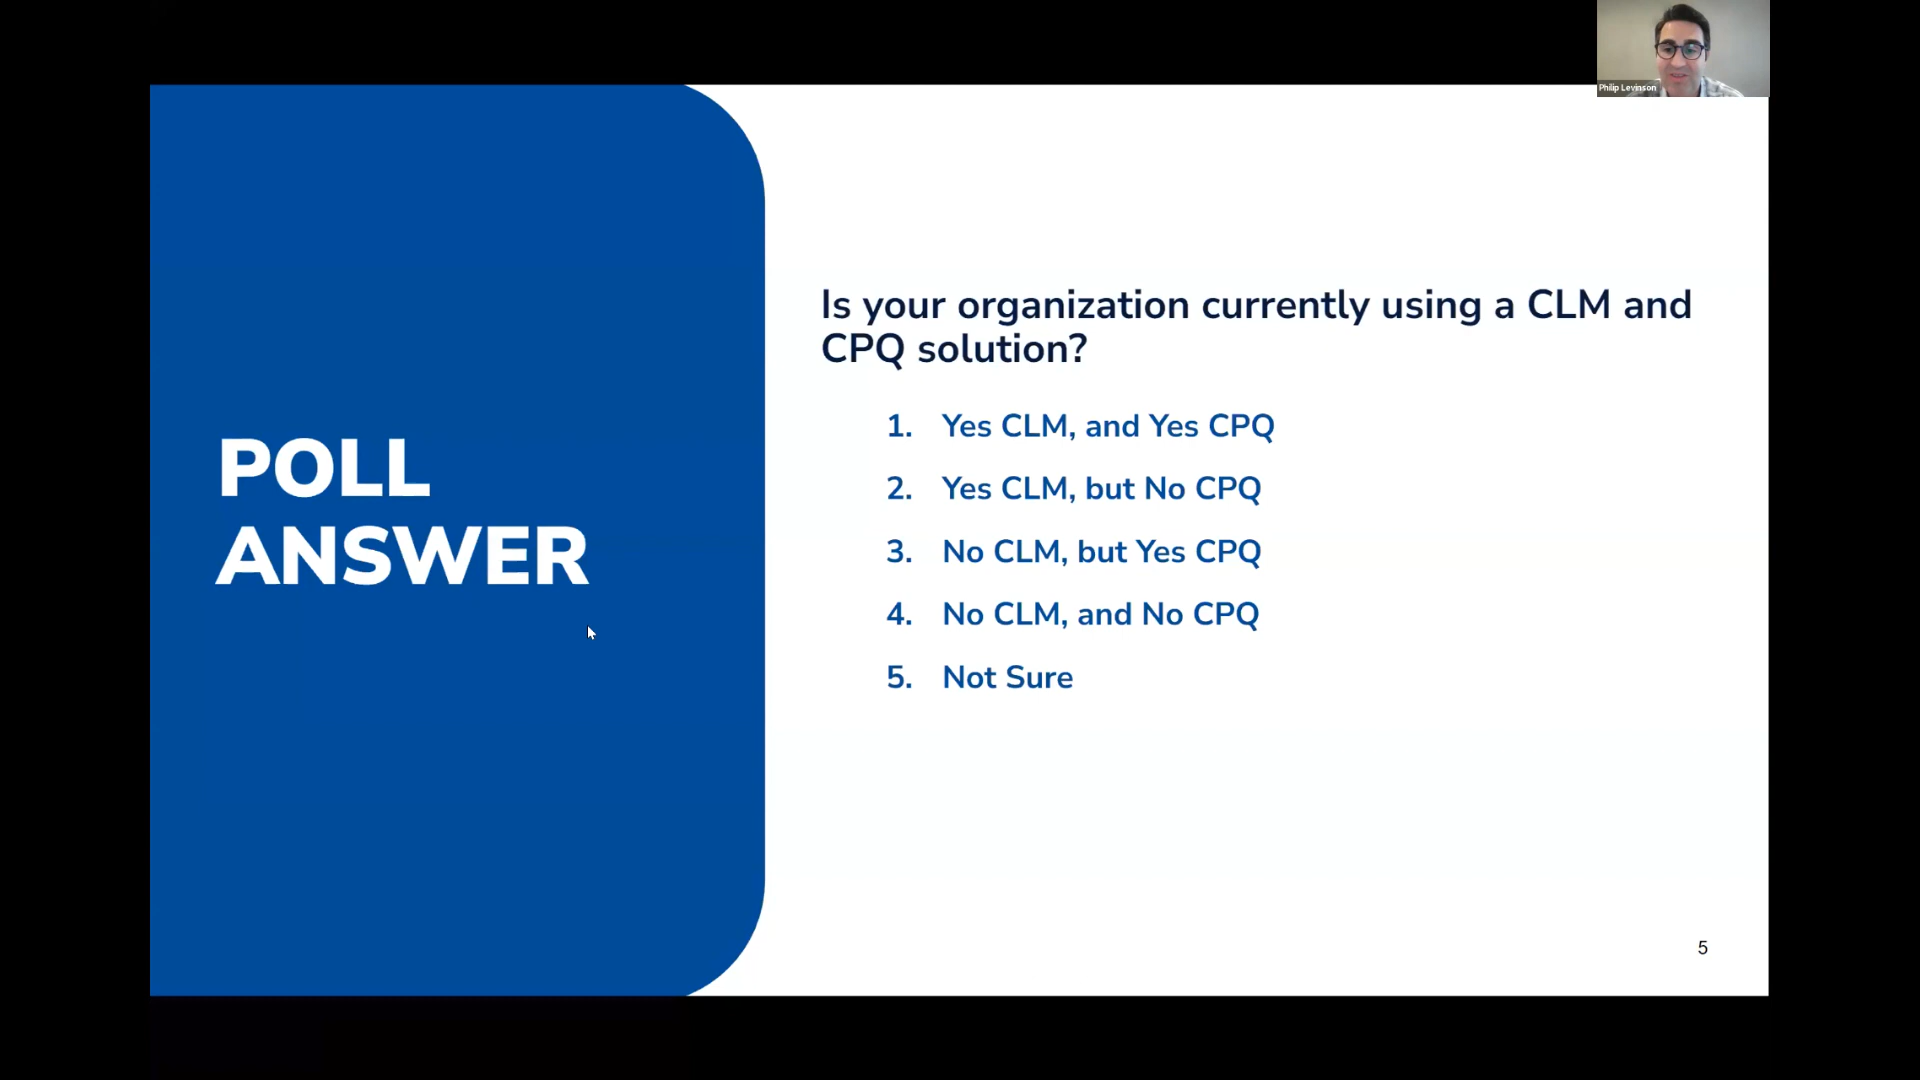 Philip Levinson
POLL
ANSWER
Is your organization currently using a CLM and
CPQ solution?
1. Yes CLM, and Yes CPQ
2. Yes CLM, but No CPQ
3. No CLM, but Yes CPQ
4. No CLM, and No CPQ
5. Not Sure
5